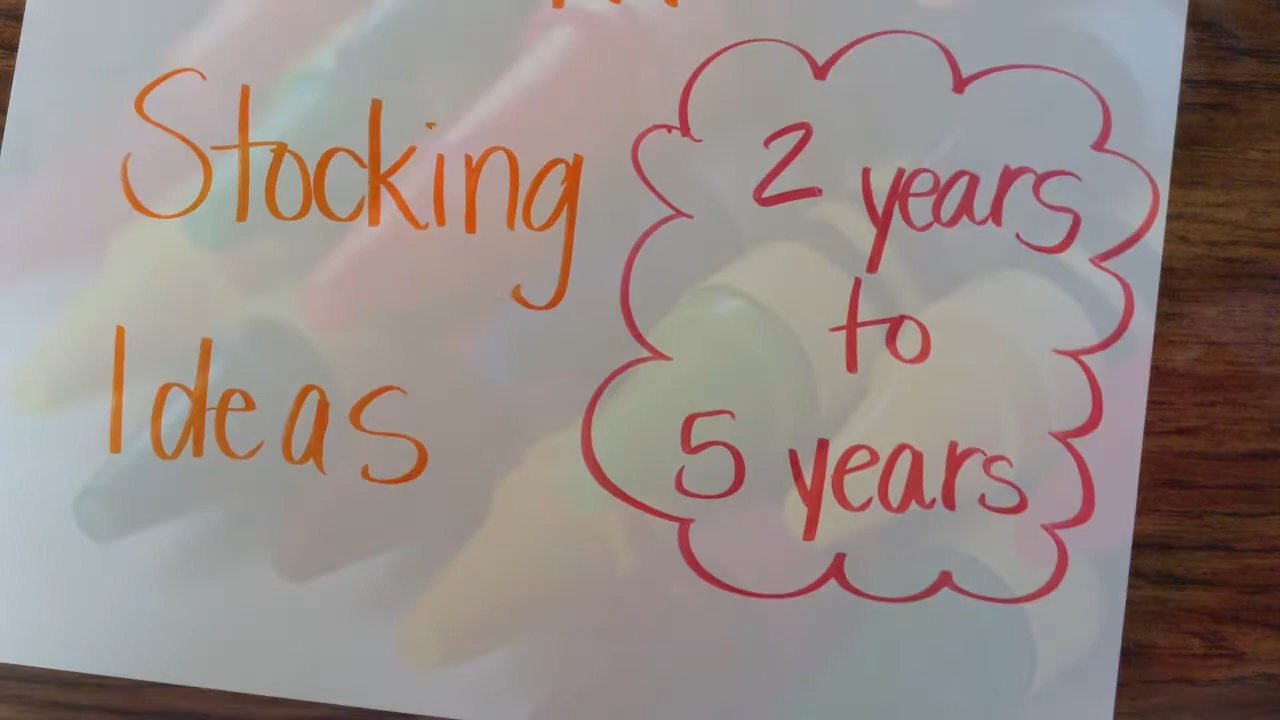 Stocking
Ideas
2 years
to
5 years